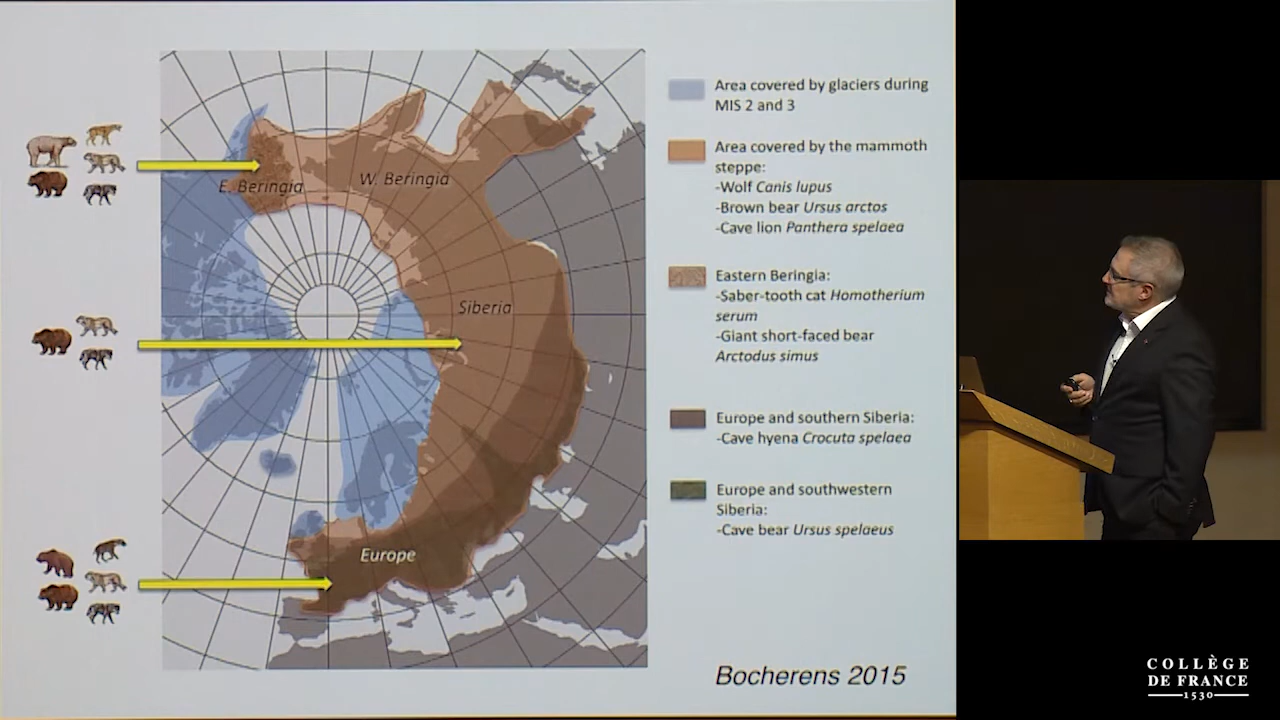 Area covered by glaciers during
MIS 2 and 3
Area covered by the mammoth
steppe:
-Wolf Canis lupus
-Brown bear Ursus arctos
-Cave lion Panthera spelaea
Eastern Beringia:
-Saber-tooth cat Homotherium
serum
-Giant short-faced bear
Arctodus simus
Europe and southern Siberia:
-Cave hyena Crocuta spelaea
Europe and southwestern
Siberia:
-Cave bear Ursus spelaeus
E. Beringia
W. Beringia
Siberia
Europe
Bocherens 2015
COLLÈGE
DE FRANCE
1530